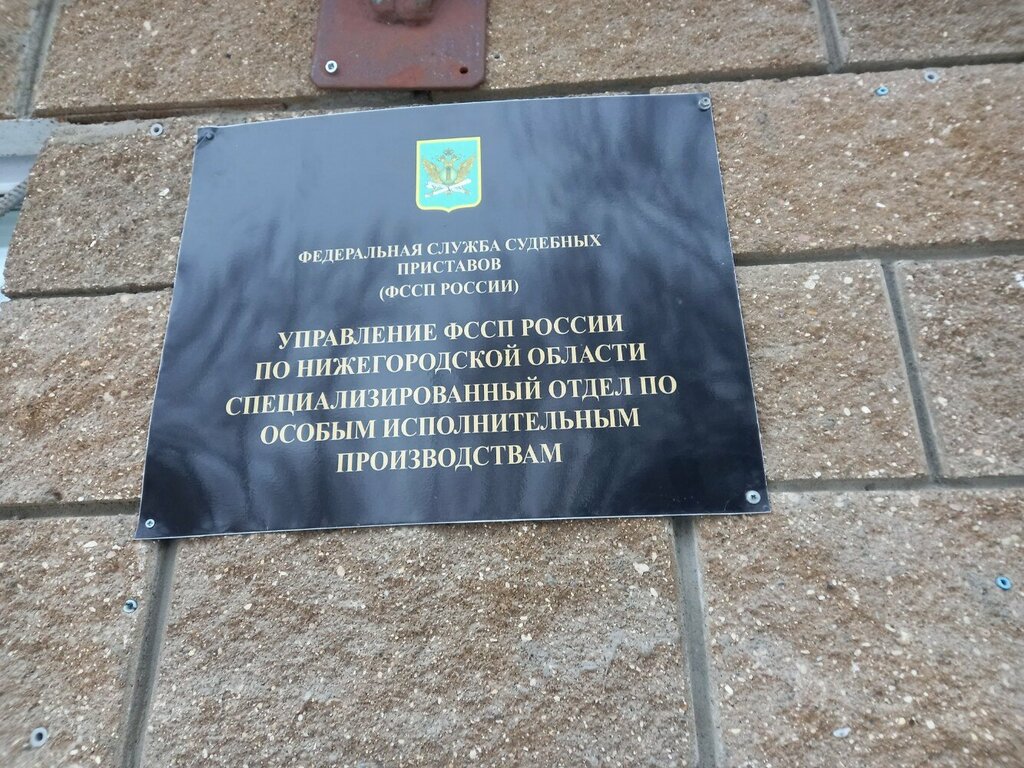 ФЕДЕРАЛЬНАЯ СЛУЖБА СУДЕБНЫХ
ПРИСТАВОВ
(ФССП РОССИИ)
УПРАВЛЕНИЕ ФССП РОССИИ
ПО НИЖЕГОРОДСКОЙ ОБЛАСТИ
СПЕЦИАЛИЗИРОВАННЫЙ ОТДЕЛ ПО
ОСОБЫМ ИСПОЛНИТЕЛЬНЫМ
ПРОИЗВОДСТВАМ